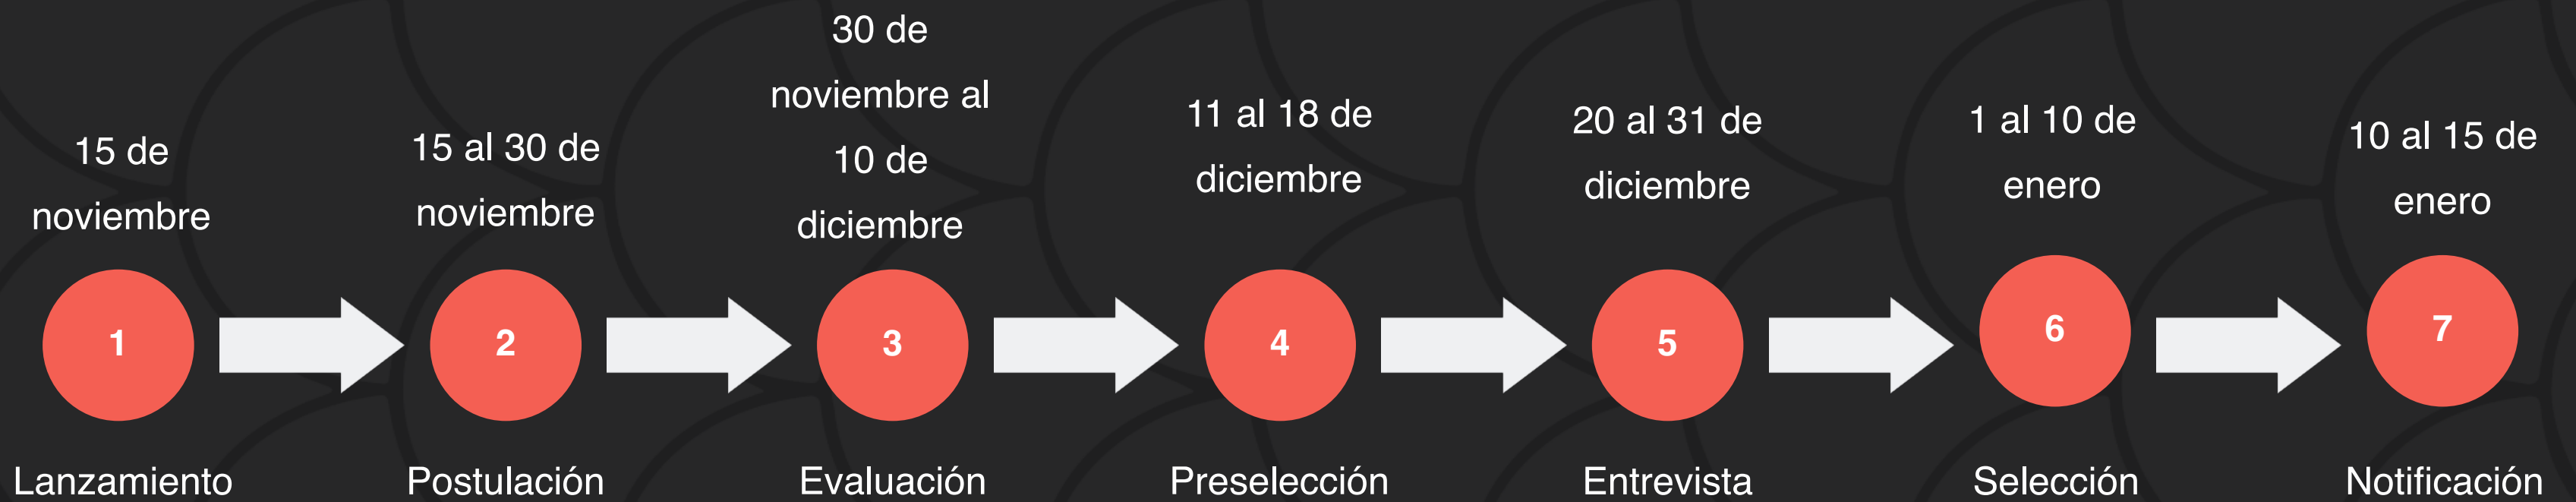 15 de
noviembre
1
Lanzamiento
15 al 30 de
noviembre
2
Postulación
30 de
noviembre al
10 de
diciembre
3
Evaluación
11 al 18 de
diciembre
4
Preselección
20 al 31 de
diciembre
5
Entrevista
1 al 10 de
enero
6
Selección
10 al 15 de
enero
7
Notificación